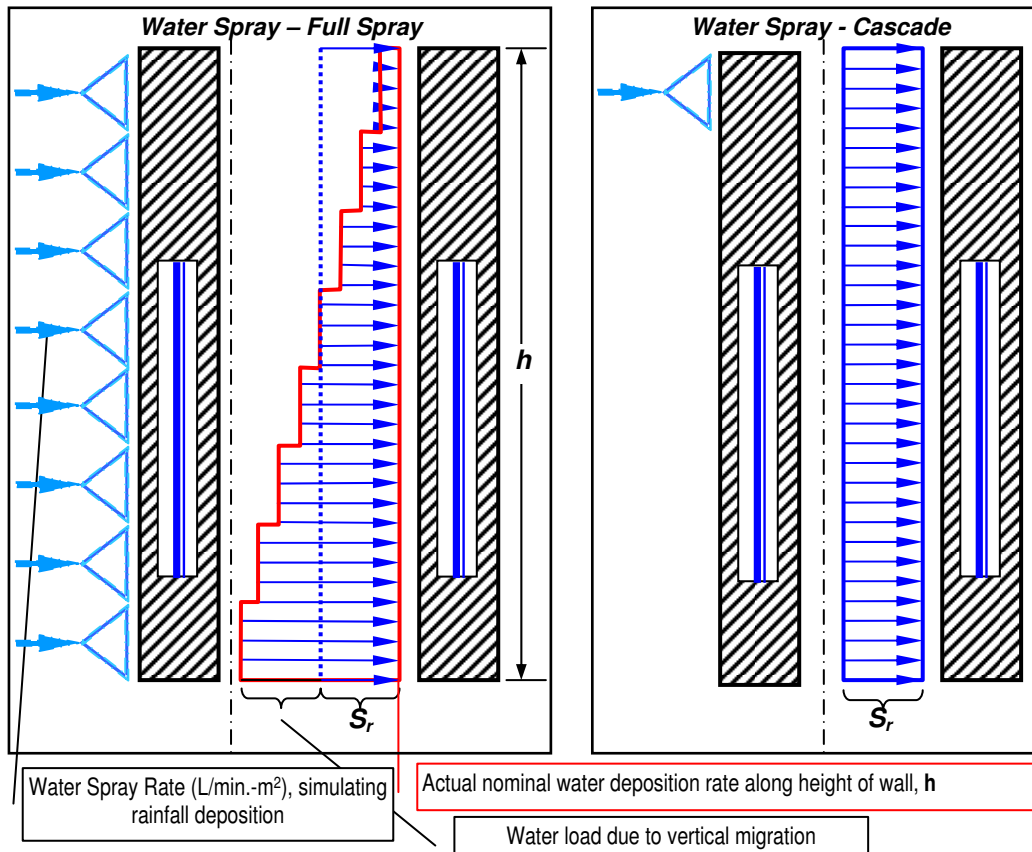 Water Spray – Full Spray
h
Sr
Water Spray - Cascade
Sr
Water Spray Rate (L/min.-m²), simulating
rainfall deposition
Actual nominal water deposition rate along height of wall, h
Water load due to vertical migration